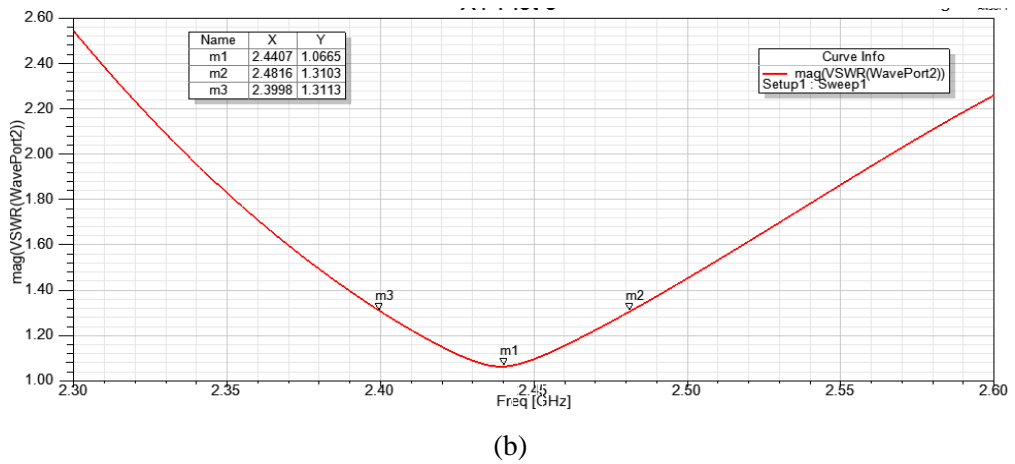 2.60
2.40
2.20
2.00
1.80
1.60
1.40
1.20
1.00
mag(VSWR(WavePort2))
Name X Y
m1 2.4407 1.0665
m2 2.4816 1.3103
m3 2.3998 1.3113
Curve Info
mag(VSWR(WavePort2))
Setup1 : Sweep1
m3
m2
m1
2.30 2.35 2.40 2.45 2.50 2.55 2.60
Freq [GHz]
(b)